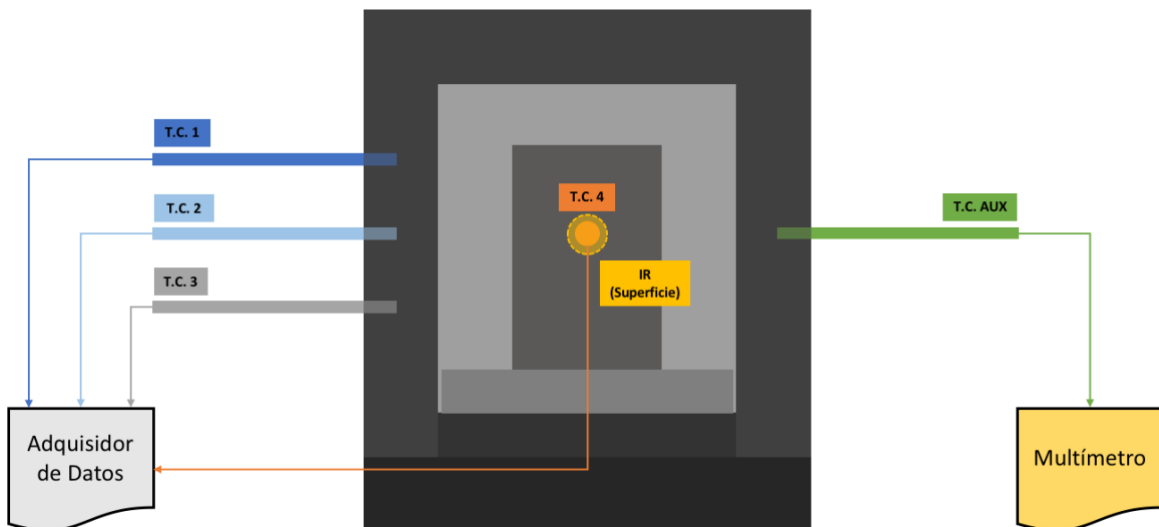 T.C. 1
T.C. 2
T.C. 3
T.C. 4
IR
(Superficie)
T.C. AUX
Adquisidor
de Datos
Multímetro